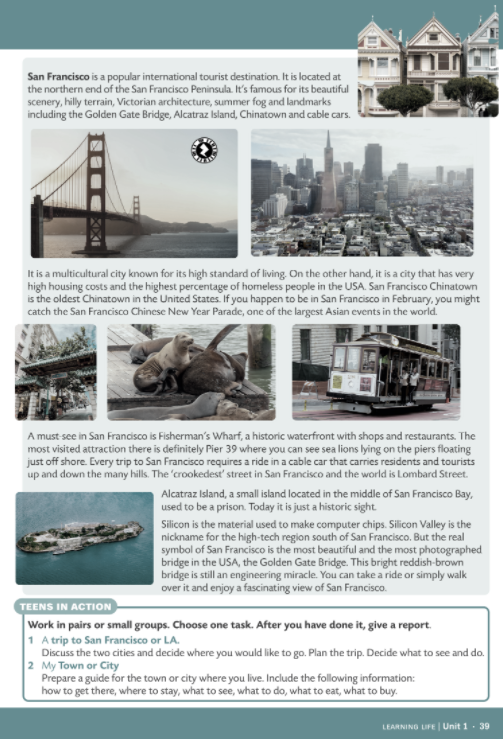 San Francisco is a popular international tourist destination. It is located at
the northern end of the San Francisco Peninsula. It's famous for its beautiful
scenery, hilly terrain, Victorian architecture, summer fog and landmarks
including the Golden Gate Bridge, Alcatraz Island, Chinatown and cable cars.
It is a multicultural city known for its high standard of living. On the other hand, it is a city that has very
high housing costs and the highest percentage of homeless people in the USA. San Francisco Chinatown
is the oldest Chinatown in the United States. If you happen to be in San Francisco in February, you might
catch the San Francisco Chinese New Year Parade, one of the largest Asian events in the world.
A must-see in San Francisco is Fisherman's Wharf, a historic waterfront with shops and restaurants. The
most visited attraction there is definitely Pier 39 where you can see sea lions lying on the piers floating
just off shore. Every trip to San Francisco requires a ride in a cable car that carries residents and tourists
up and down the many hills. The 'crookedest' street in San Francisco and the world is Lombard Street.
Alcatraz Island, a small island located in the middle of San Francisco Bay,
used to be a prison. Today it is just a historic sight.
Silicon is the material used to make computer chips. Silicon Valley is the
nickname for the high-tech region south of San Francisco. But the real
symbol of San Francisco is the most beautiful and the most photographed
bridge in the USA, the Golden Gate Bridge. This bright reddish-brown
bridge is still an engineering miracle. You can take a ride or simply walk
over it and enjoy a fascinating view of San Francisco.
TEENS IN ACTION
Work in pairs or small groups. Choose one task. After you have done it, give a report.
1 A trip to San Francisco or LA.
Discuss the two cities and decide where you would like to go. Plan the trip. Decide what to see and do.
2 My Town or City
Prepare a guide for the town or city where you live. Include the following information:
how to get there, where to stay, what to see, what to do, what to eat, what to buy.
LEARNING LIFE | Unit 1 - 39